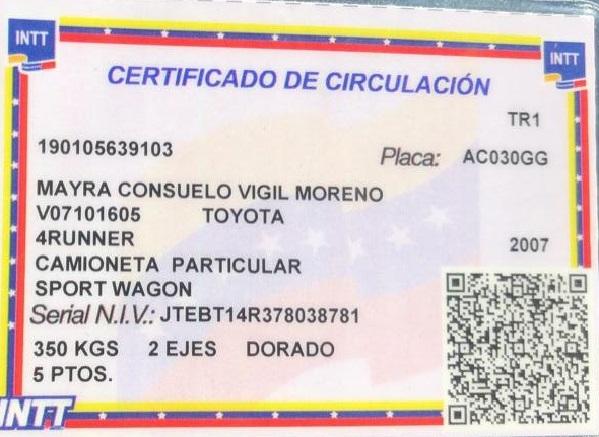 INTT
INTT
CERTIFICADO DE CIRCULACIÓN
TR1
190105639103 Placa: AC030GG
MAYRA CONSUELO VIGIL MORENO
V07101605 TOYOTA
4RUNNER 2007
CAMIONETA PARTICULAR
SPORT WAGON
Serial N.I.V.: JTEBT14R378038781
350 KGS 2 EJES DORADO
5 PTOS.
INTT